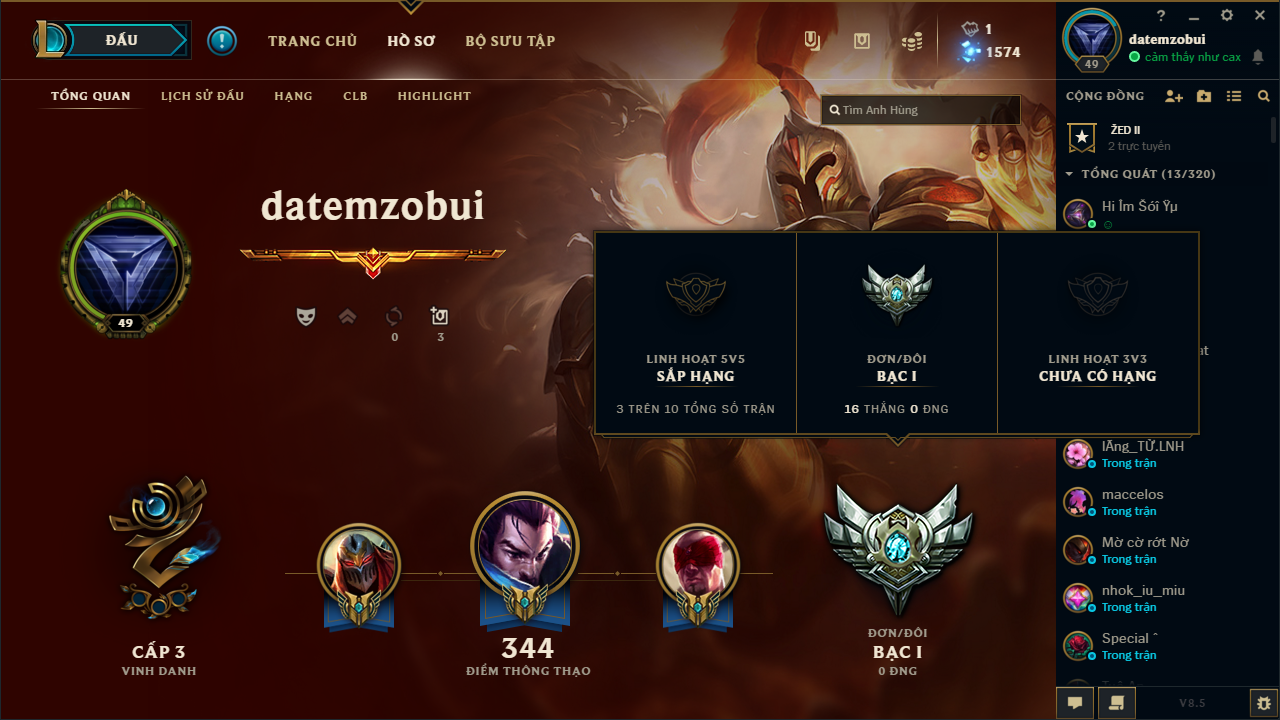 ĐẤU
TRANG CHỦ
HỒ SƠ
BỘ SƯU TẬP
1
1574
?
datemzobui
cảm thấy như cax
49
TỔNG QUAN
LỊCH SỬ ĐẤU
HẠNG
CLB
HIGHLIGHT
Tìm Anh Hùng
CỘNG ĐỒNG
ŽED II
2 trực tuyến
TỔNG QUÁT (13/320)
Hi Îm Šóí Ÿµ
datemzobui
49
0
3
LINH HOẠT 5V5
SẮP HẠNG
3 TRÊN 10 TỔNG SỐ TRẬN
ĐƠN/ĐÔI
BẠC I
16 THẮNG 0 ĐNG
LINH HOẠT 3V3
CHƯA CÓ HẠNG
lÃng_TỬ.LNH
Trong trận
maccelos
Trong trận
Mờ cờ rớt Nờ
Trong trận
nhok_iu_miu
Trong trận
Special ˆ
Trong trận
CẤP 3
VINH DANH
344
ĐIỂM THÔNG THẠO
ĐƠN/ĐÔI
BẠC I
0 ĐNG
V8.5